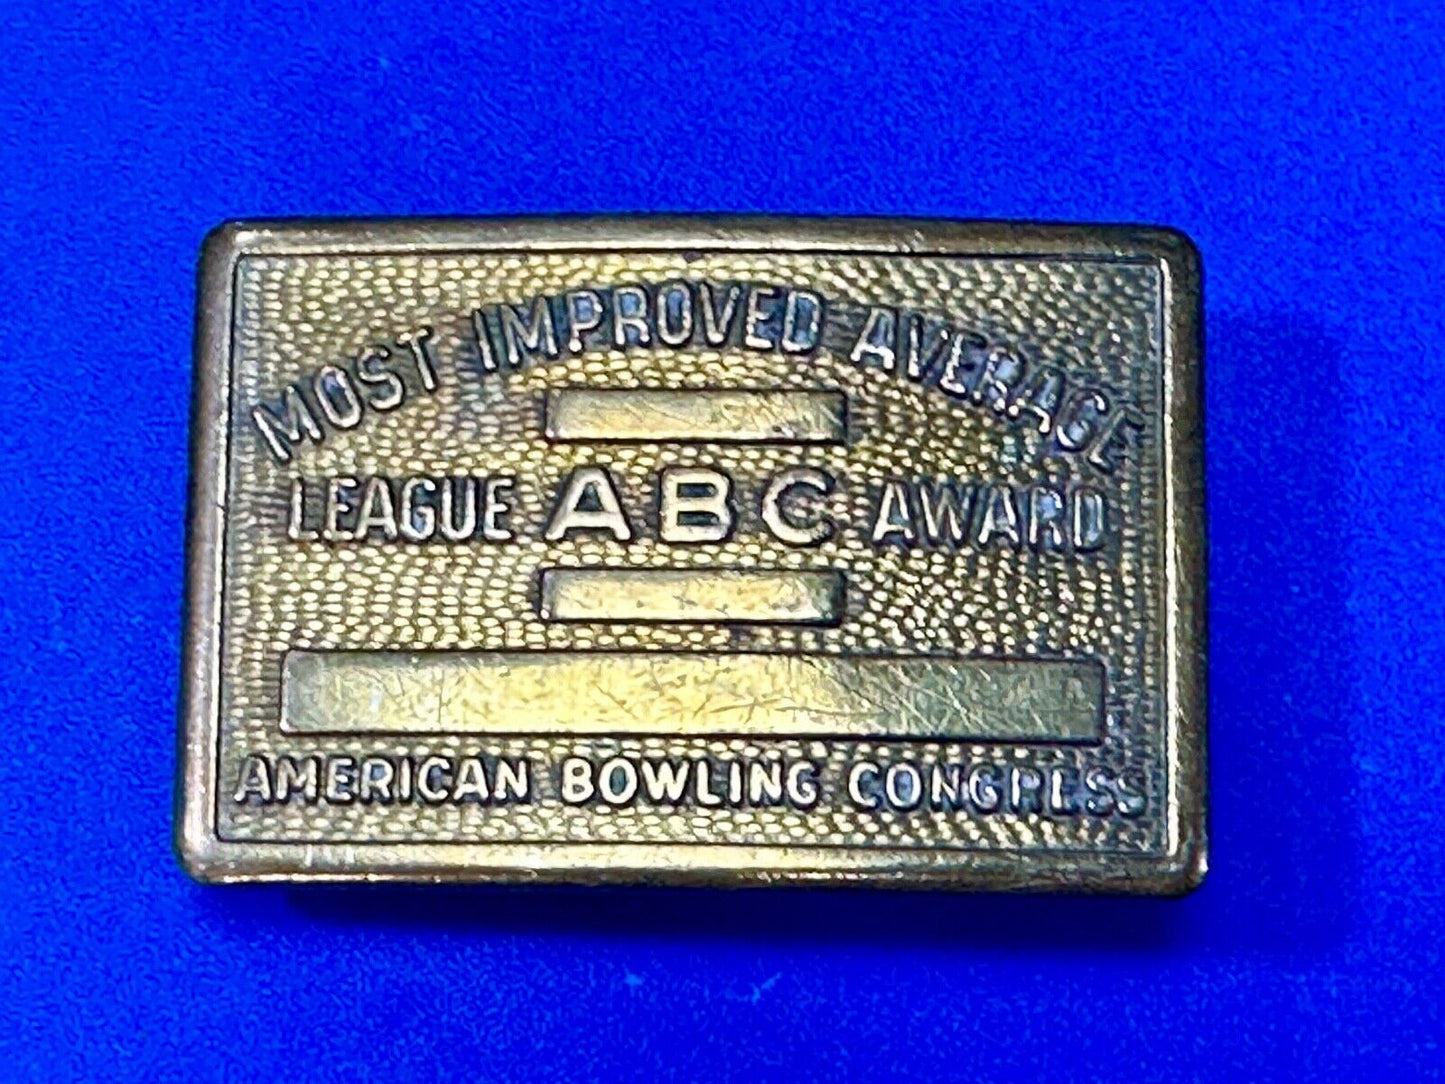 MOST IMPROVED AVERAGE
LEAGUE ABC AWARD
AMERICAN BOWLING CONGRESS